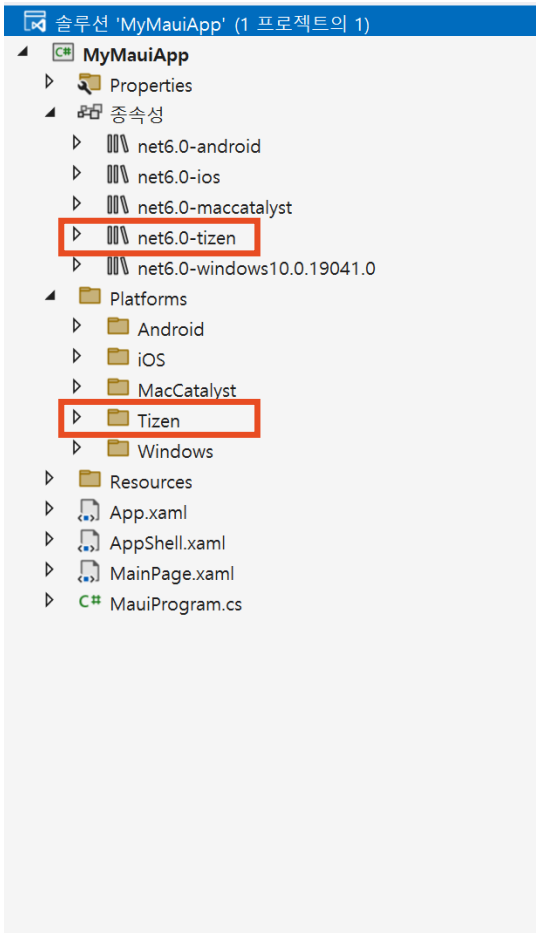 솔루션 'MyMauiApp' (1 프로젝트의 1)
C# MyMauiApp
Properties
종속성
net6.0-android
net6.0-ios
net6.0-maccatalyst
net6.0-tizen
net6.0-windows10.0.19041.0
Platforms
Android
iOS
MacCatalyst
Tizen
Windows
Resources
App.xaml
AppShell.xaml
MainPage.xaml
C# MauiProgram.cs